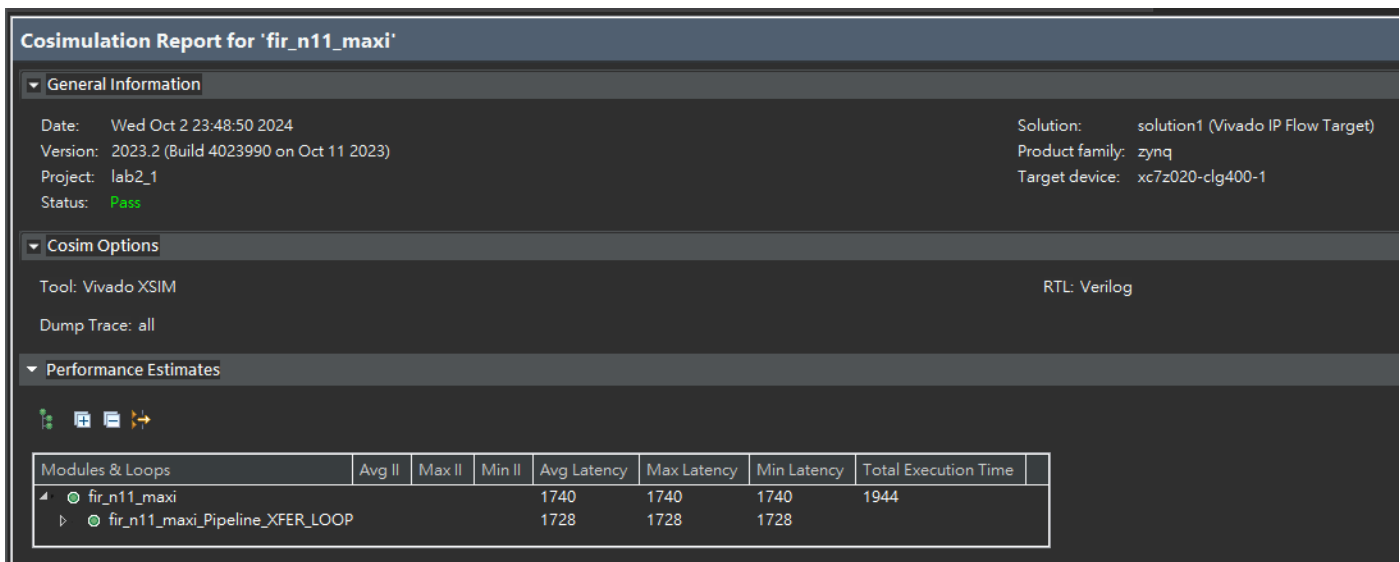 Cosimulation Report for 'fir_n11_maxi'
General Information
Date: Wed Oct 2 23:48:50 2024 Solution: solution1 (Vivado IP Flow Target)
Version: 2023.2 (Build 4023990 on Oct 11 2023) Product family: zynq
Project: lab2_1 Target device: xc7z020-clg400-1
Status: Pass
Cosim Options
Tool: Vivado XSIM RTL: Verilog
Dump Trace: all
Performance Estimates
Modules & Loops Avg II Max II Min II Avg Latency Max Latency Min Latency Total Execution Time
fir_n11_maxi 1740 1740 1740 1944
fir_n11_maxi_Pipeline_XFER_LOOP 1728 1728 1728